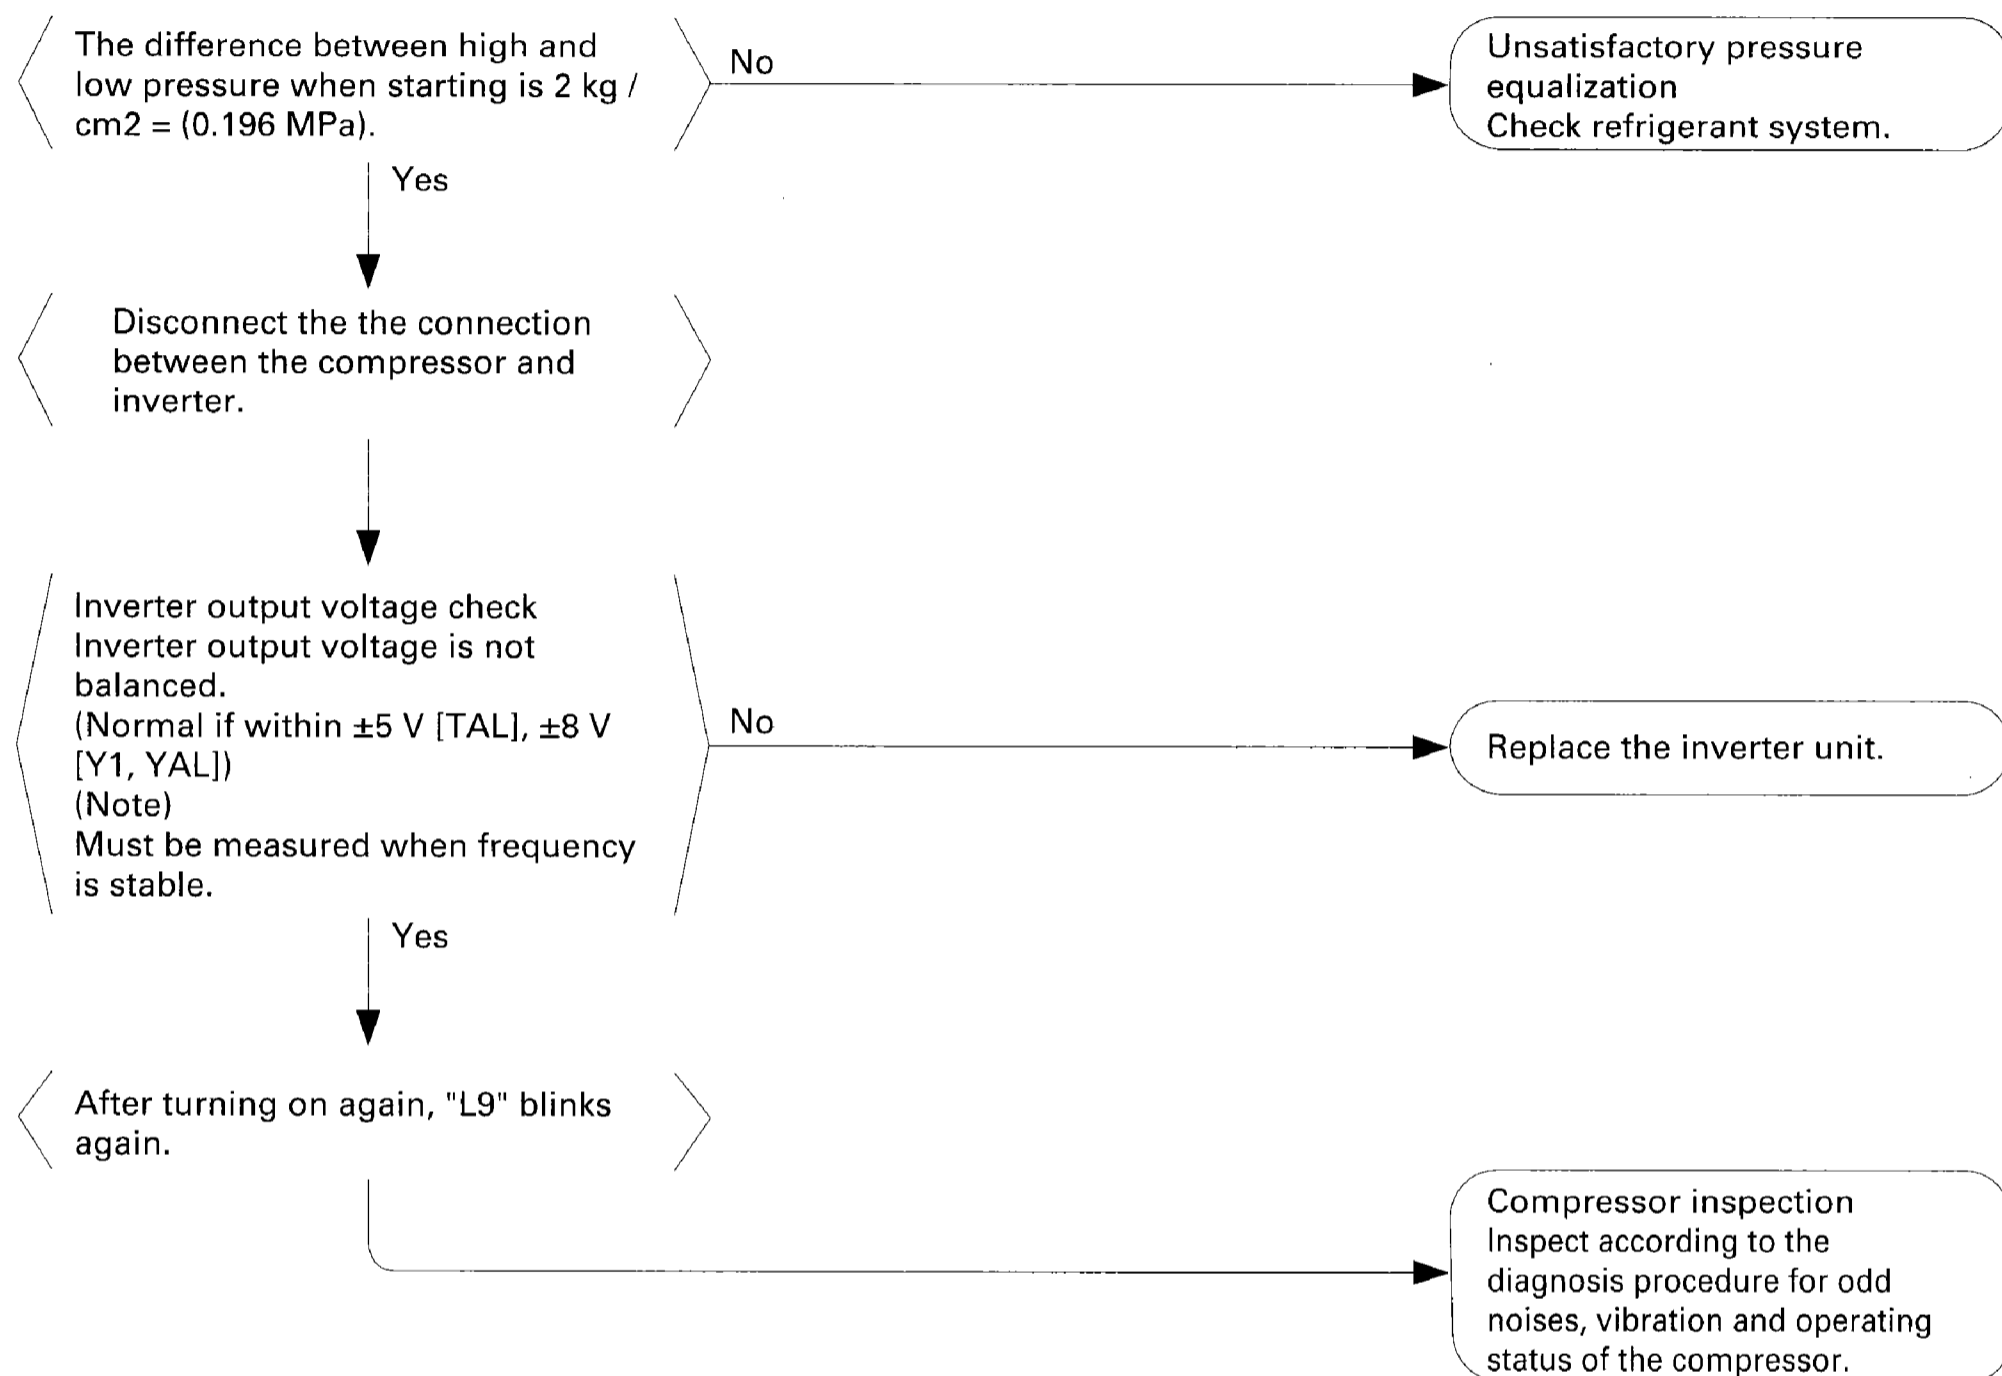 The difference between high and
low pressure when starting is 2 kg /
cm2 = (0.196 MPa).
No
Unsatisfactory pressure
equalization
Check refrigerant system.
Yes
Disconnect the the connection
between the compressor and
inverter.
Inverter output voltage check
Inverter output voltage is not
balanced.
(Normal if within ±5 V [TAL], ±8 V
[Y1, YAL])
(Note)
Must be measured when frequency
is stable.
No
Replace the inverter unit.
Yes
After turning on again, "L9" blinks
again.
Compressor inspection
Inspect according to the
diagnosis procedure for odd
noises, vibration and operating
status of the compressor.